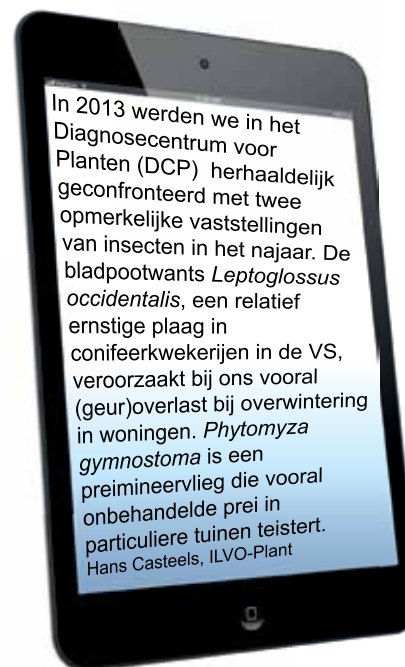 In 2013 werden we in het
Diagnosecentrum voor
Planten (DCP) herhaaldelijk
geconfronteerd met twee
opmerkelijke vaststellingen
van insecten in het najaar. De
bladpootwants Leptoglossus
occidentalis, een relatief
ernstige plaag in
conifeerkwekerijen in de VS,
veroorzaakt bij ons vooral
(geur)overlast bij overwintering
in woningen. Phytomyza
gymnostoma is een
preimineervlieg die vooral
onbehandelde prei in
particuliere tuinen teistert.
Hans Casteels, ILVO-Plant